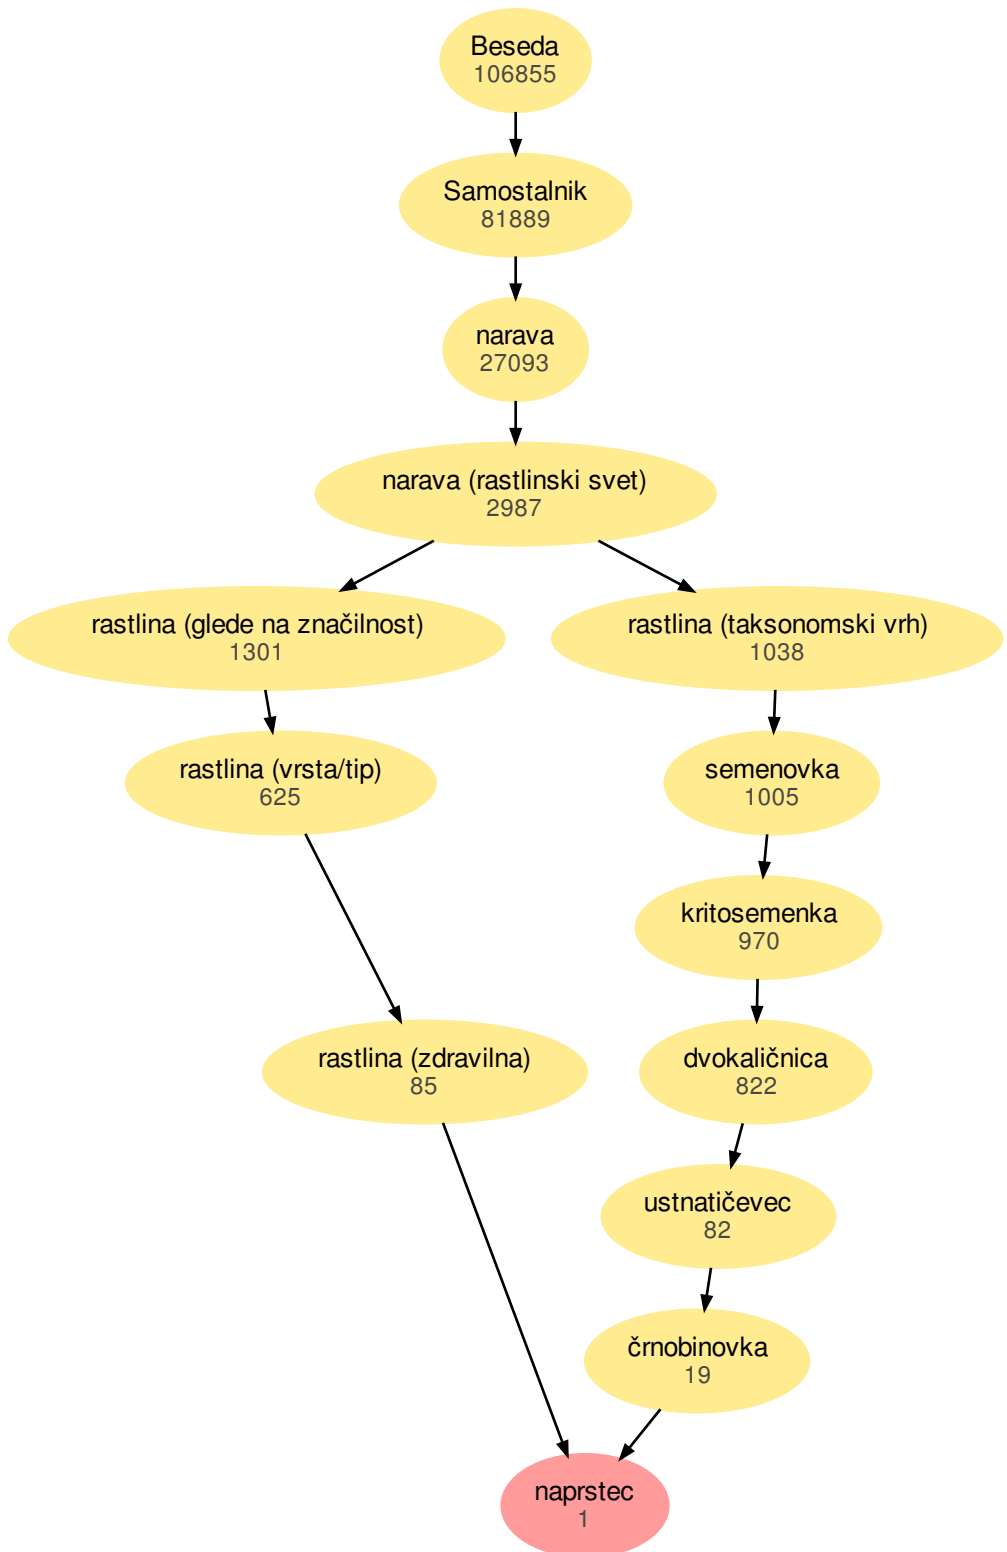 Beseda
106855
Samostalnik
81889
narava
27093
narava (rastlinski svet)
2987
rastlina (glede na značilnost)
1301
rastlina (taksonomski vrh)
1038
rastlina (vrsta/tip)
625
semenovka
1005
kritosemenka
970
rastlina (zdravilna)
85
dvokaličnica
822
ustnatičevec
82
črnobinovka
19
naprstec
1